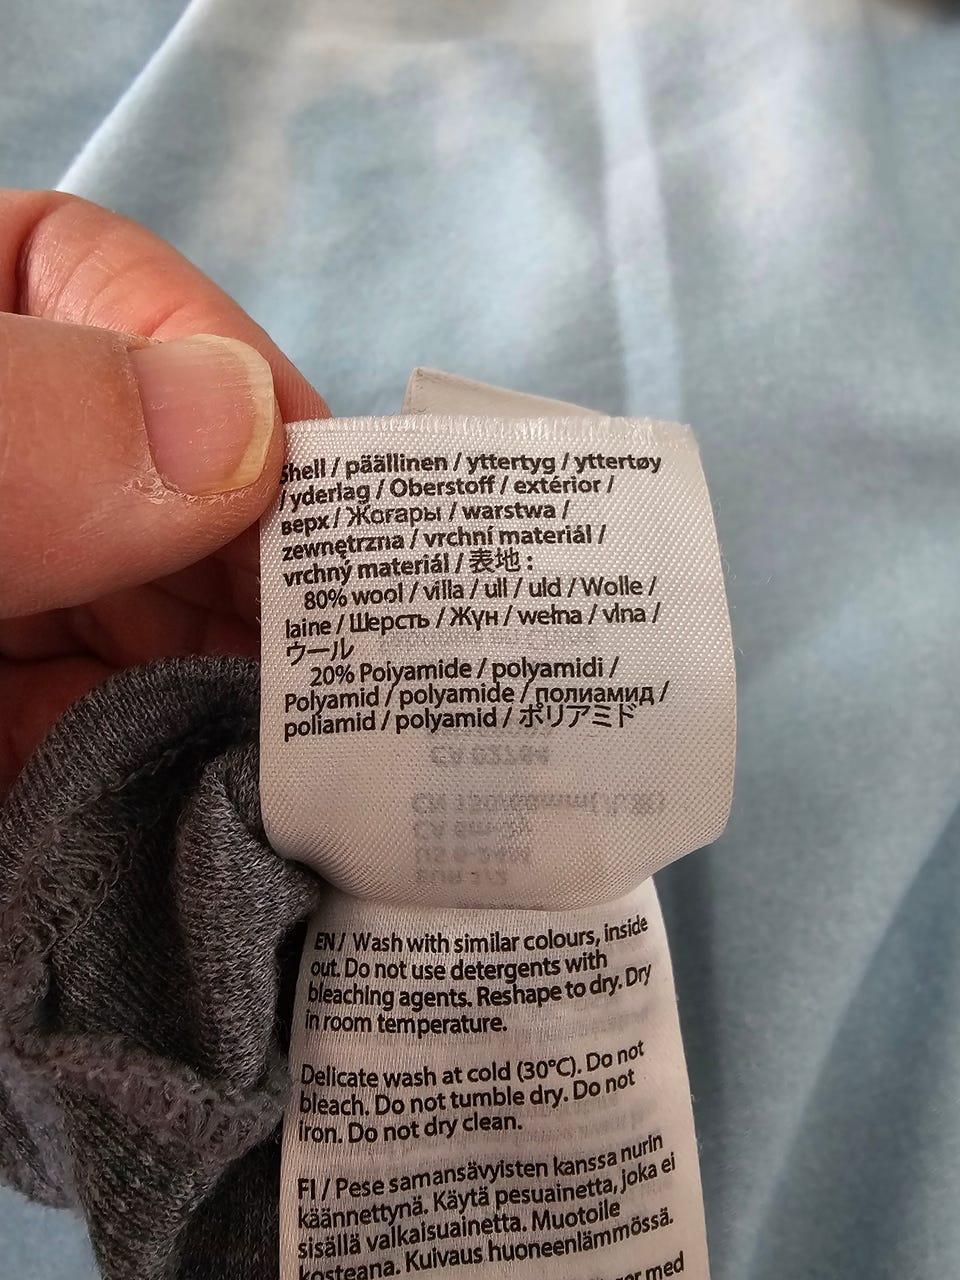 Shell / päällinen / yttertyg / yttertøy
/ yderlag / Oberstoff / extérior /
верх / Жоғары / warstwa /
zewnętrzna / vrchní materiál /
vrchný materiál / 表地 :
80% wool / villa / ull / uld / Wolle /
laine / Шерсть / Жүн / wełna / vlna /
ウール
20% Polyamide / polyamidi /
Polyamid / polyamide / полиамид /
poliamid / polyamid / ポリアミド
EN / Wash with similar colours, inside
out. Do not use detergents with
bleaching agents. Reshape to dry. Dry
in room temperature.
Delicate wash at cold (30°C). Do not
bleach. Do not tumble dry. Do not
iron. Do not dry clean.
FI / Pese samansävyisten kanssa nurin
käännettynä. Käytä pesuainetta, joka ei
sisällä valkaisuainetta. Muotoile
kosteana. Kuivaus huoneenlämmössä.
med